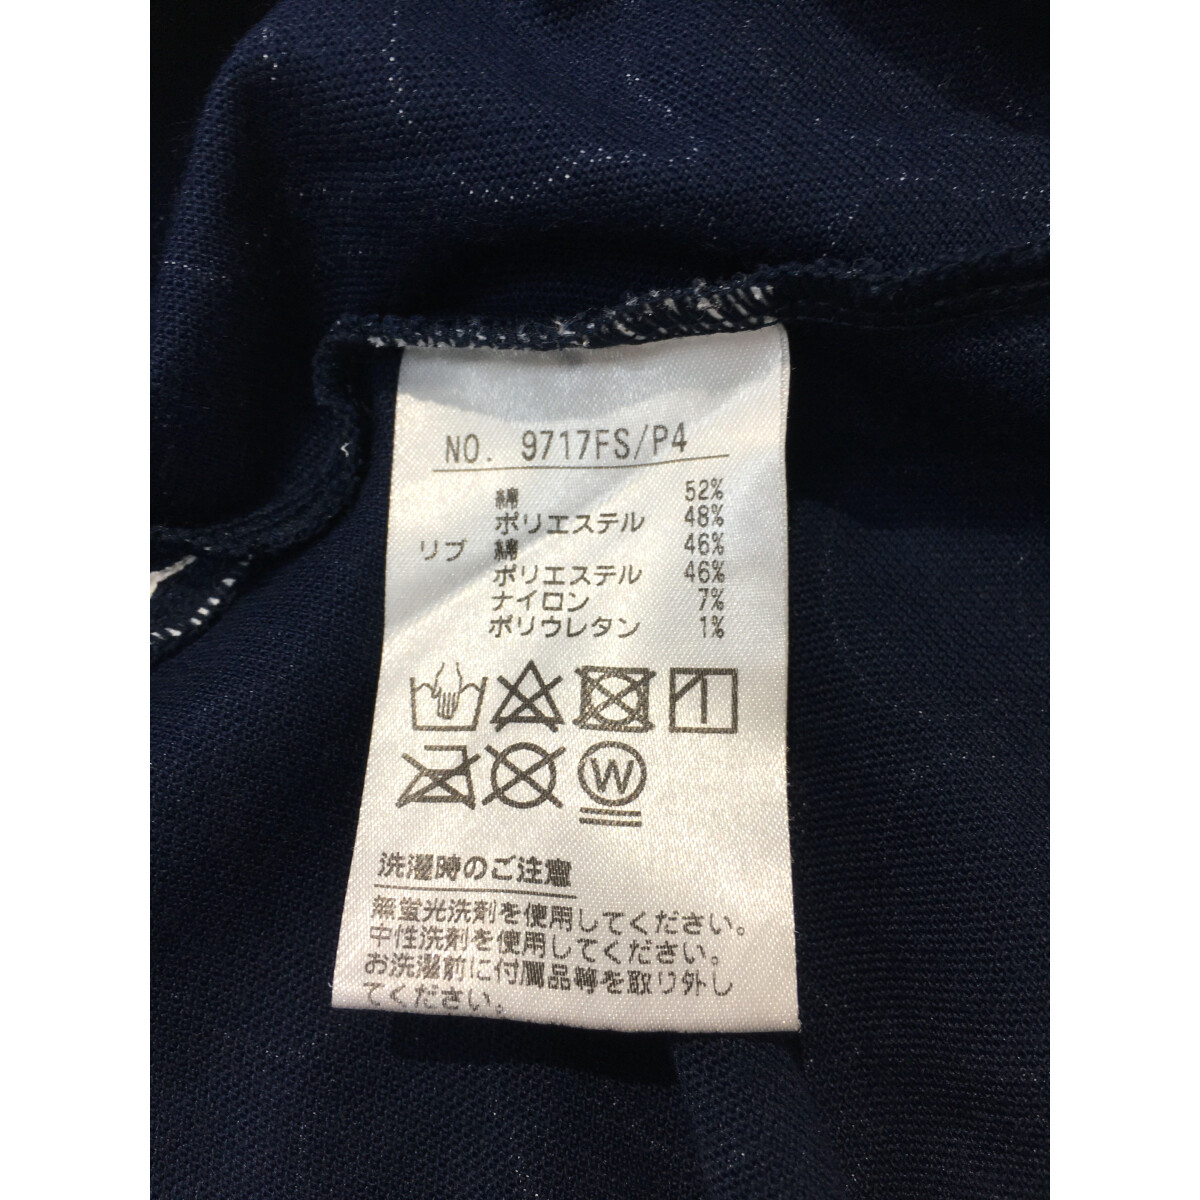 NO. 9717FS/P4
綿 52%
ポリエステル 48%
リブ 綿 46%
ポリエステル 46%
ナイロン 7%
ポリウレタン 1%
W
洗濯時のご注意
無蛍光洗剤を使用してください。
中性洗剤を使用してください。
お洗濯前に付属品等を取り外し
てください。